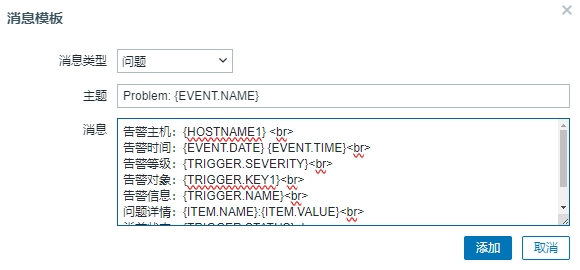 消息模板
消息类型 问题
主题 Problem: {EVENT.NAME}
消息 告警主机：{HOSTNAME1} <br>
告警时间：{EVENT.DATE} {EVENT.TIME}<br>
告警等级：{TRIGGER.SEVERITY}<br>
告警对象：{TRIGGER.KEY1}<br>
告警信息：{TRIGGER.NAME}<br>
问题详情：{ITEM.NAME}:{ITEM.VALUE}<br>
添加 取消